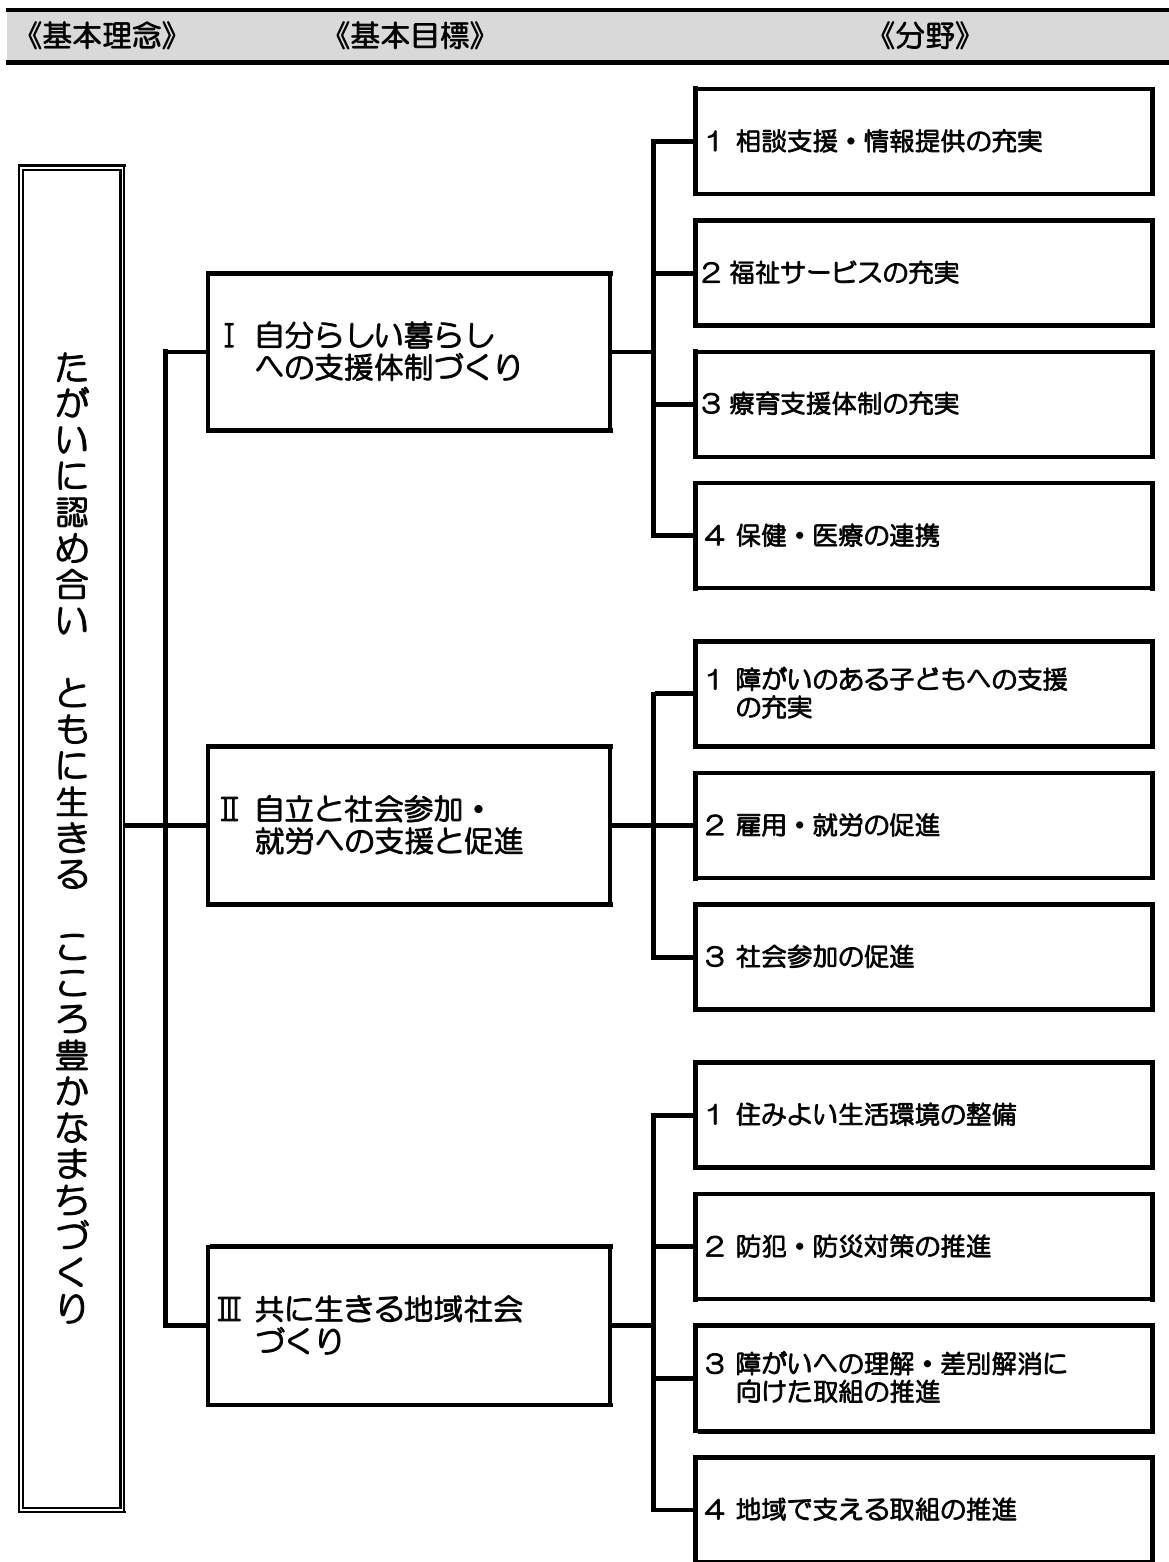 《基本理念》 《基本目標》 《分野》
たがいに認め合い ともに生きる こころ豊かなまちづくり
Ⅰ 自分らしい暮らし
への支援体制づくり
1 相談支援・情報提供の充実
2 福祉サービスの充実
3 療育支援体制の充実
4 保健・医療の連携
Ⅱ 自立と社会参加・
就労への支援と促進
1 障がいのある子どもへの支援
の充実
2 雇用・就労の促進
3 社会参加の促進
Ⅲ 共に生きる地域社会
づくり
1 住みよい生活環境の整備
2 防犯・防災対策の推進
3 障がいへの理解・差別解消に
向けた取組の推進
4 地域で支える取組の推進